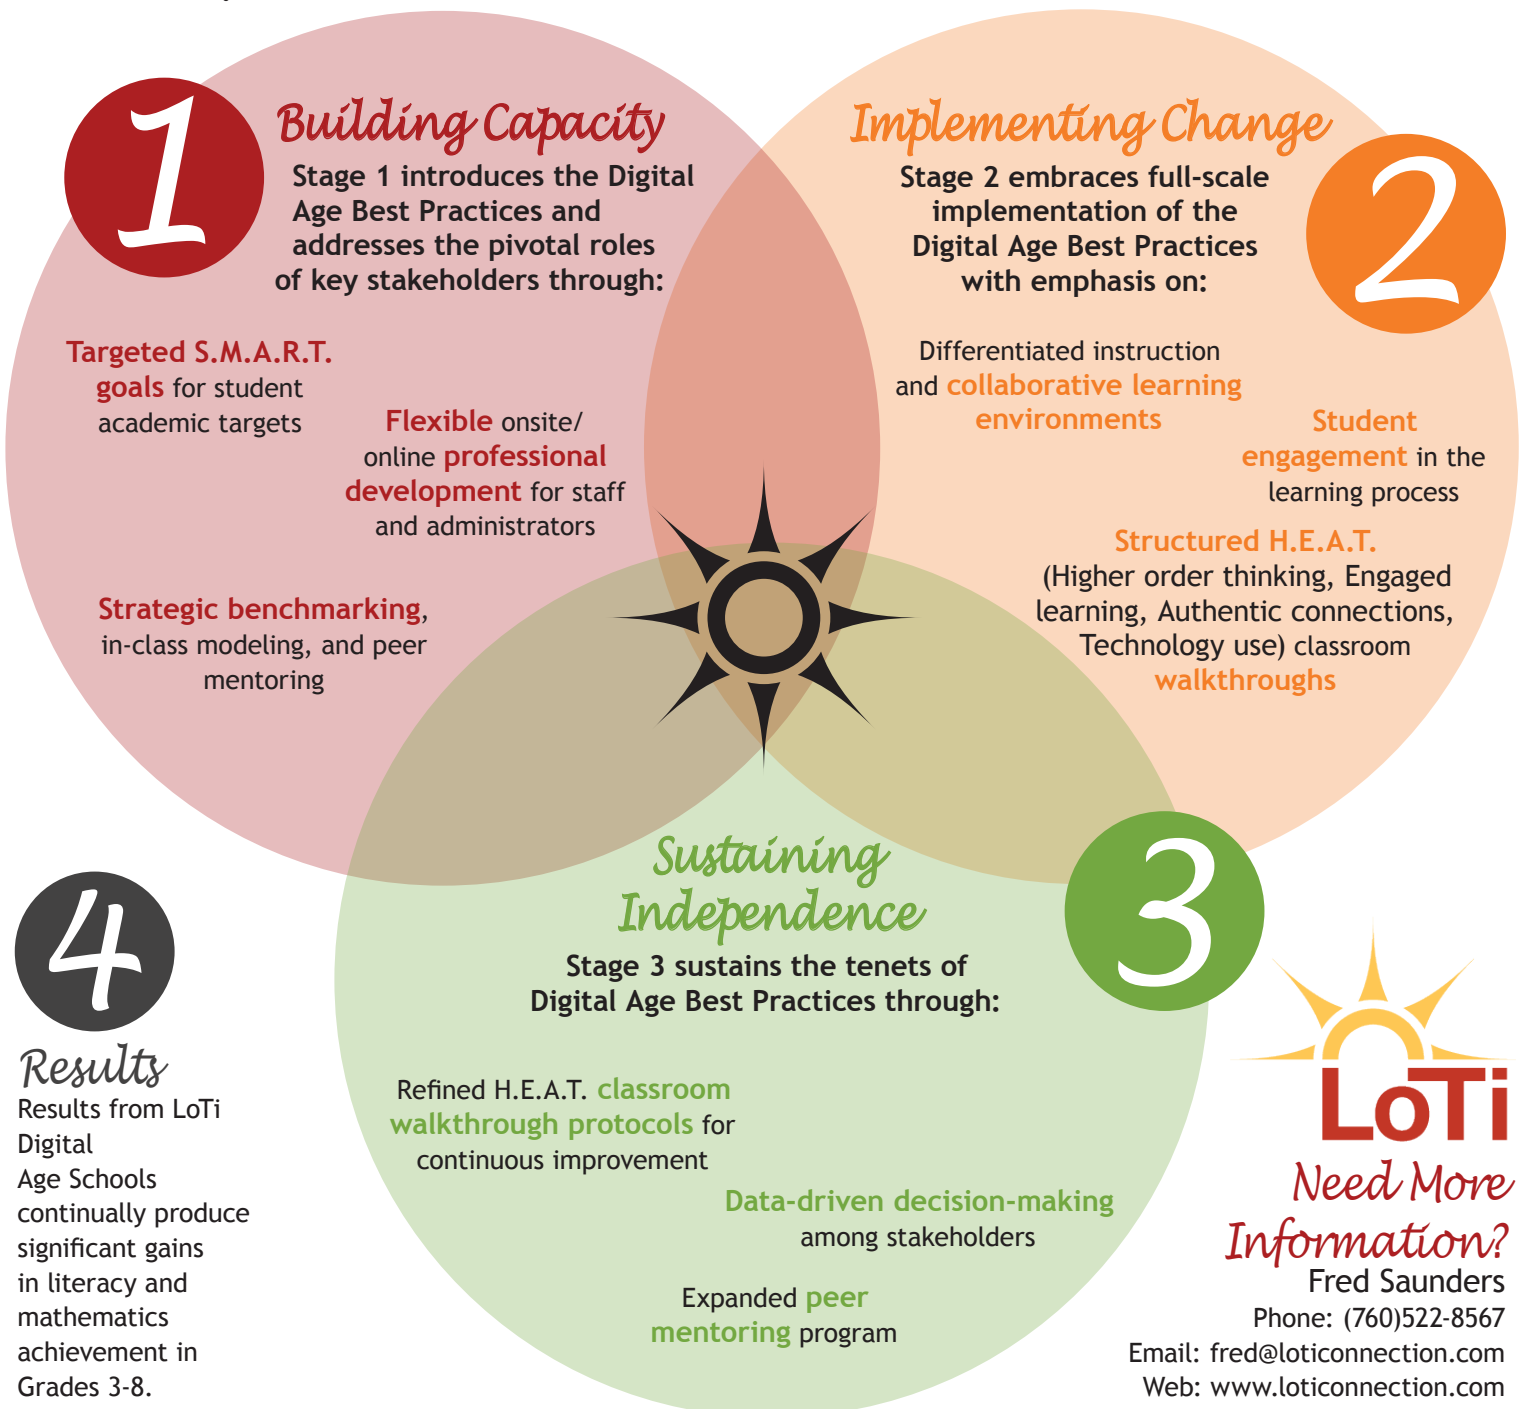 1
Building Capacity
Stage 1 introduces the Digital
Age Best Practices and
addresses the pivotal roles
of key stakeholders through:
Targeted S.M.A.R.T.
goals for student
academic targets
Flexible onsite/
online professional
development for staff
and administrators
Strategic benchmarking,
in-class modeling, and peer
mentoring
Implementing Change
2
Stage 2 embraces full-scale
implementation of the
Digital Age Best Practices
with emphasis on:
Differentiated instruction
and collaborative learning
environments
Student
engagement in the
learning process
Structured H.E.A.T.
(Higher order thinking, Engaged
learning, Authentic connections,
Technology use) classroom
walkthroughs
3
Sustaining
Independence
Stage 3 sustains the tenets of
Digital Age Best Practices through:
Refined H.E.A.T. classroom
walkthrough protocols for
continuous improvement
Data-driven decision-making
among stakeholders
Expanded peer
mentoring program
4
Results
Results from LoTi
Digital
Age Schools
continually produce
significant gains
in literacy and
mathematics
achievement in
Grades 3-8.
LoTi
Need More
Information?
Fred Saunders
Phone: (760)522-8567
Email: fred@loticonnection.com
Web: www.loticonnection.com